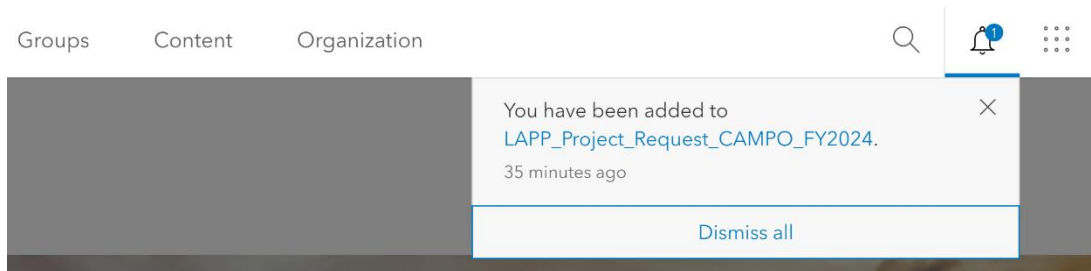 Groups Content Organization
1
You have been added to
LAPP_Project_Request_CAMPO_FY2024.
35 minutes ago
Dismiss all